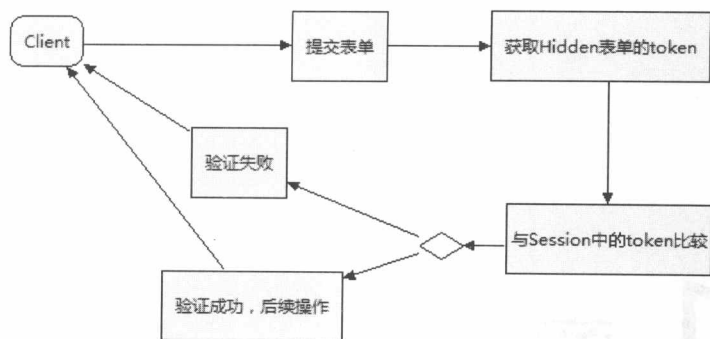 Client
提交表单
获取Hidden表单的token
验证失败
与Session中的token比较
验证成功，后续操作